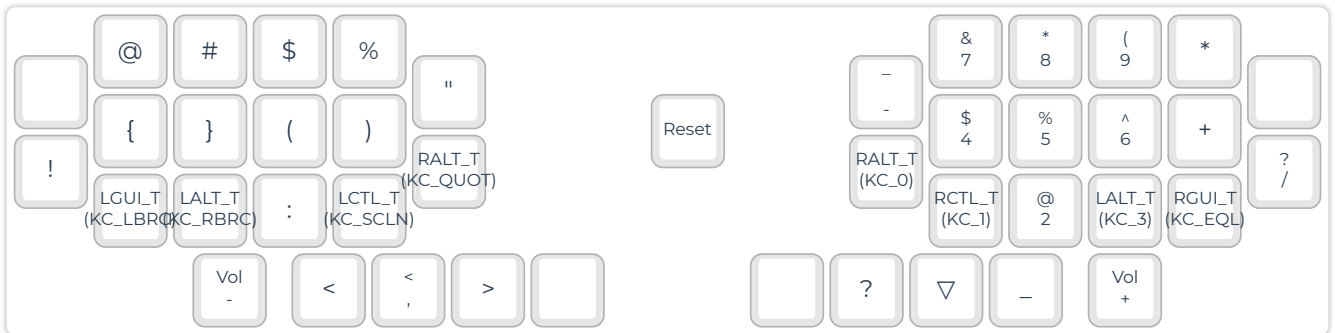 @ # $ % & * ( *
7 8 9
" _
-
{ } ( ) Reset $ % ^ +
4 5 6
! RALT_T RALT_T ?
(KC_QUOT) (KC_0) /
LGUI_T LALT_T : LCTL_T RCTL_T @ LALT_T RGUI_T
(KC_LBRC) (KC_RBRC) (KC_SCLN) (KC_1) 2 (KC_3) (KC_EQL)
Vol < < > ? ▽ _ Vol
- , +